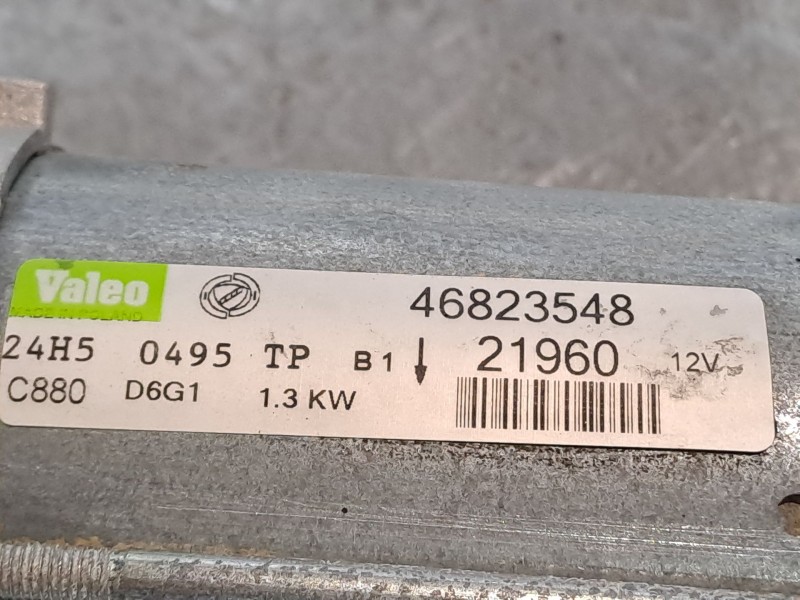 Valeo
MADE IN POLAND
46823548
24H5 0495 TP B1 21960 12V
C880 D6G1 1.3 KW